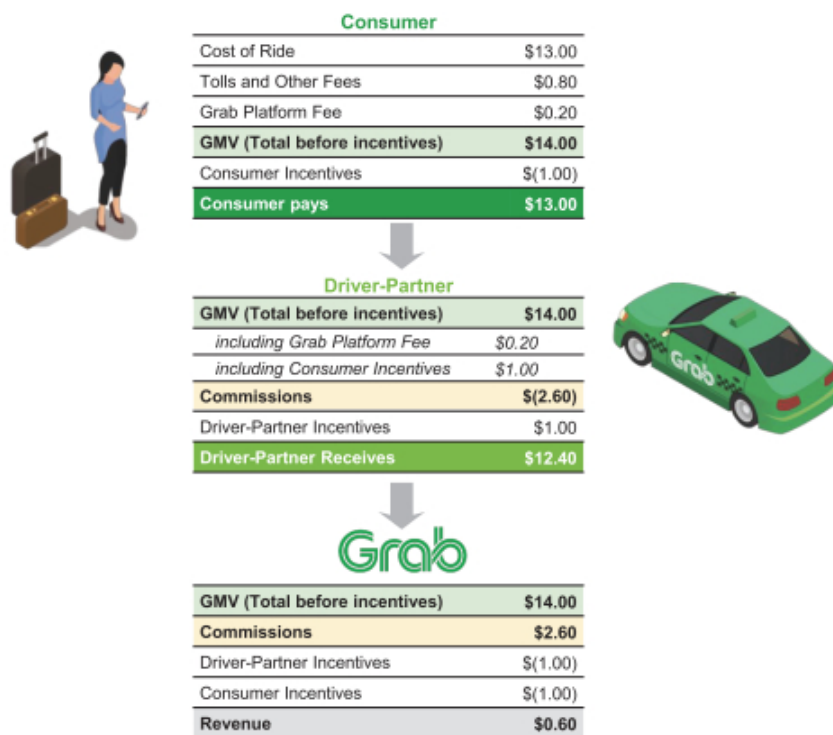 Consumer
Cost of Ride $13.00
Tolls and Other Fees $0.80
Grab Platform Fee $0.20
GMV (Total before incentives) $14.00
Consumer Incentives $(1.00)
Consumer pays $13.00
Driver-Partner
GMV (Total before incentives) $14.00
including Grab Platform Fee $0.20
including Consumer Incentives $1.00
Commissions $(2.60)
Driver-Partner Incentives $1.00
Driver-Partner Receives $12.40
Grab
Grab
GMV (Total before incentives) $14.00
Commissions $2.60
Driver-Partner Incentives $(1.00)
Consumer Incentives $(1.00)
Revenue $0.60